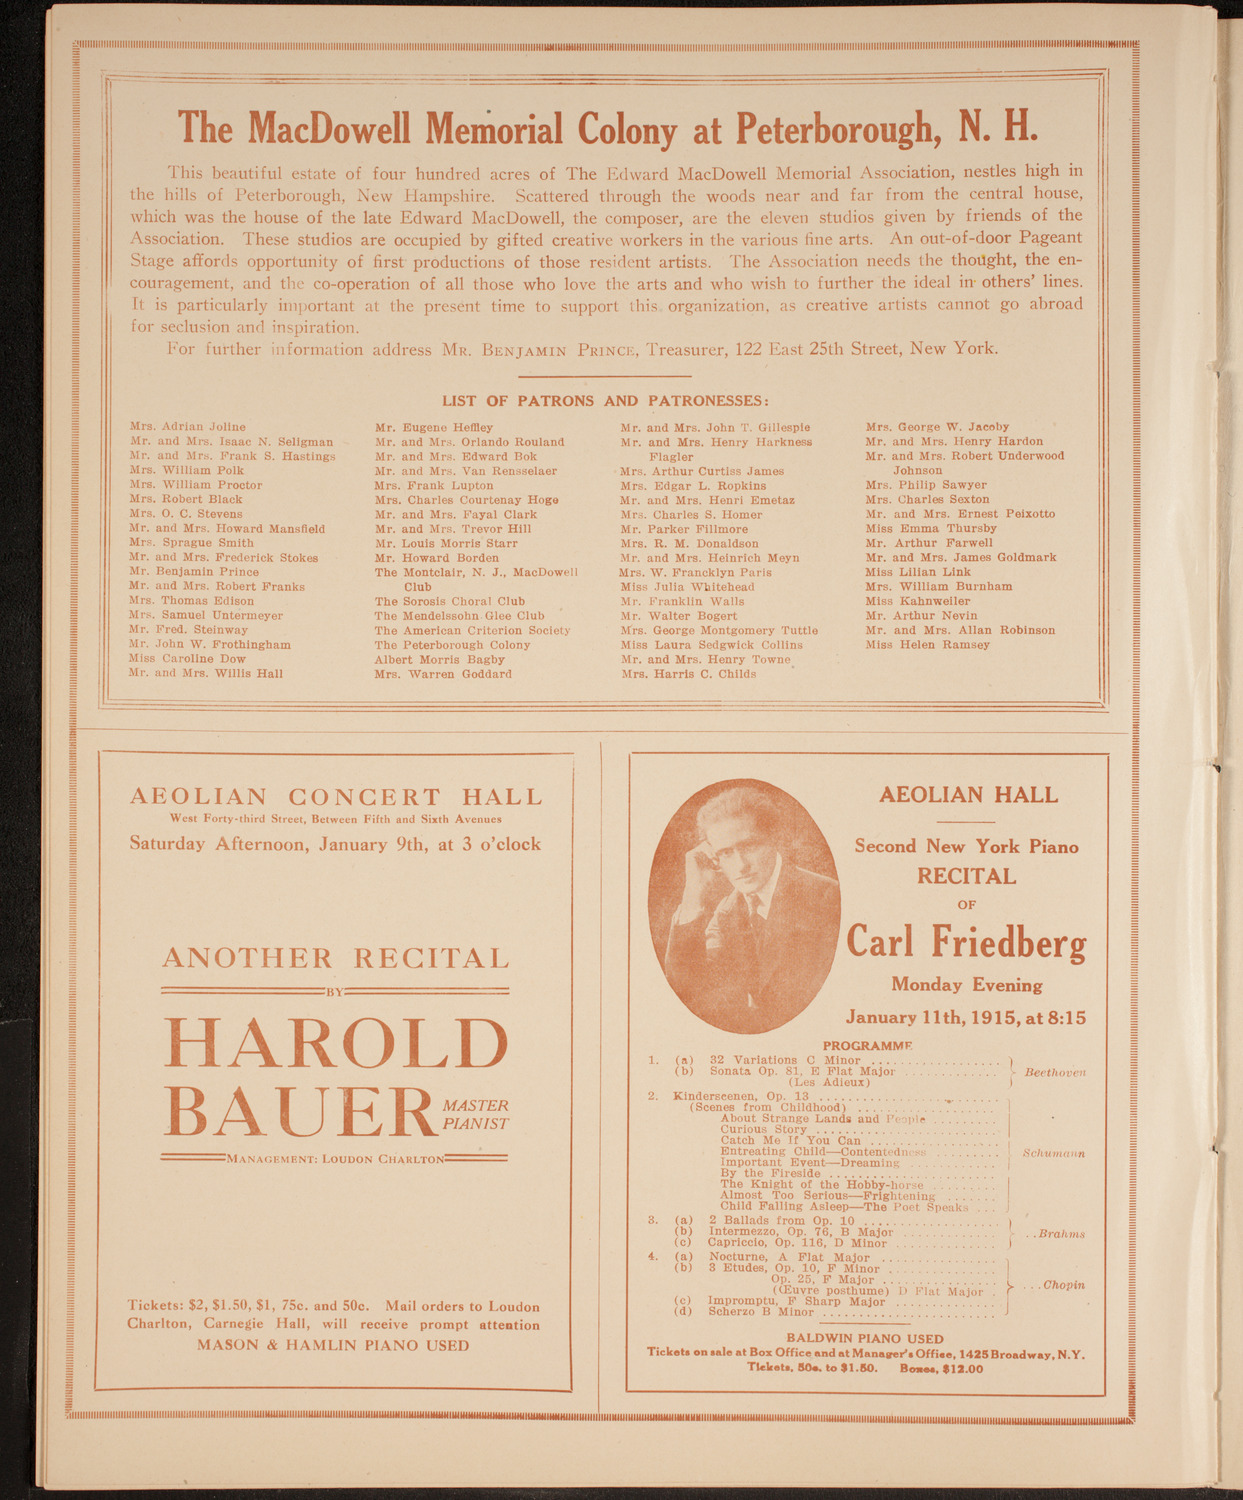 The MacDowell Memorial Colony at Peterborough, N. H.
This beautiful estate of four hundred acres of The Edward MacDowell Memorial Association, nestles high in
the hills of Peterborough, New Hampshire. Scattered through the woods near and far from the central house,
which was the house of the late Edward MacDowell, the composer, are the eleven studios given by friends of the
Association. These studios are occupied by gifted creative workers in the various fine arts. An out-of-door Pageant
Stage affords opportunity of first productions of those resident artists. The Association needs the thought, the en-
couragement, and the co-operation of all those who love the arts and who wish to further the ideal in others' lines.
It is particularly important at the present time to support this organization, as creative artists cannot go abroad
for seclusion and inspiration.
For further information address Mr. Benjamin Prince, Treasurer, 122 East 25th Street, New York.
LIST OF PATRONS AND PATRONESSES:
Mrs. Adrian Joline
Mr. and Mrs. Isaac N. Seligman
Mr. and Mrs. Frank S. Hastings
Mrs. William Polk
Mrs. William Proctor
Mrs. Robert Black
Mrs. O. C. Stevens
Mr. and Mrs. Howard Mansfield
Mrs. Sprague Smith
Mr. and Mrs. Frederick Stokes
Mr. Benjamin Prince
Mr. and Mrs. Robert Franks
Mrs. Thomas Edison
Mrs. Samuel Untermeyer
Mr. Fred. Steinway
Mr. John W. Frothingham
Miss Caroline Dow
Mr. and Mrs. Willis Hall
Mr. Eugene Heffley
Mr. and Mrs. Orlando Rouland
Mr. and Mrs. Edward Bok
Mr. and Mrs. Van Rensselaer
Mrs. Frank Lupton
Mrs. Charles Courtenay Hoge
Mr. and Mrs. Fayal Clark
Mr. and Mrs. Trevor Hill
Mr. Louis Morris Starr
Mr. Howard Borden
The Montclair, N. J., MacDowell
Club
The Sorosis Choral Club
The Mendelssohn Glee Club
The American Criterion Society
The Peterborough Colony
Albert Morris Bagby
Mrs. Warren Goddard
Mr. and Mrs. John T. Gillespie
Mr. and Mrs. Henry Harkness
Flagler
Mrs. Arthur Curtiss James
Mrs. Edgar L. Ropkins
Mr. and Mrs. Henri Emetaz
Mrs. Charles S. Homer
Mr. Parker Fillmore
Mrs. R. M. Donaldson
Mr. and Mrs. Heinrich Meyn
Mrs. W. Francklyn Paris
Miss Julia Whitehead
Mr. Franklin Walls
Mr. Walter Bogert
Mrs. George Montgomery Tuttle
Miss Laura Sedgwick Collins
Mr. and Mrs. Henry Towne
Mrs. Harris C. Childs
Mrs. George W. Jacoby
Mr. and Mrs. Henry Hardon
Mr. and Mrs. Robert Underwood
Johnson
Mrs. Philip Sawyer
Mrs. Charles Sexton
Mr. and Mrs. Ernest Peixotto
Miss Emma Thursby
Mr. Arthur Farwell
Mr. and Mrs. James Goldmark
Miss Lilian Link
Mrs. William Burnham
Miss Kahnweiler
Mr. Arthur Nevin
Mr. and Mrs. Allan Robinson
Miss Helen Ramsey
AEOLIAN CONCERT HALL
West Forty-third Street, Between Fifth and Sixth Avenues
Saturday Afternoon, January 9th, at 3 o'clock
ANOTHER RECITAL
BY
HAROLD
BAUER MASTER
PIANIST
Management: Loudon Charlton
Tickets: $2, $1.50, $1, 75c. and 50c. Mail orders to Loudon
Charlton, Carnegie Hall, will receive prompt attention
MASON & HAMLIN PIANO USED
AEOLIAN HALL
Second New York Piano
RECITAL
OF
Carl Friedberg
Monday Evening
January 11th, 1915, at 8:15
PROGRAMME
1. (a) 32 Variations C Minor
(b) Sonata Op. 81, E Flat Major
(Les Adieux)
Beethoven
2. Kinderscenen, Op. 13
(Scenes from Childhood)
About Strange Lands and People
Curious Story
Catch Me If You Can
Entreating Child—Contentedness
Important Event—Dreaming
By the Fireside
The Knight of the Hobby-horse
Almost Too Serious—Frightening
Child Falling Asleep—The Poet Speaks
Schumann
3. (a) 2 Ballads from Op. 10
(b) Intermezzo, Op. 76, B Major
(c) Capriccio, Op. 116, D Minor
Brahms
4. (a) Nocturne, A Flat Major
(b) 3 Etudes, Op. 10, F Minor
Op. 25, F Major
(Œuvre posthume) D Flat Major
(c) Impromptu, F Sharp Major
(d) Scherzo B Minor
Chopin
BALDWIN PIANO USED
Tickets on sale at Box Office and at Manager's Office, 1425 Broadway, N.Y.
Tickets, 50c. to $1.50. Boxes, $12.00